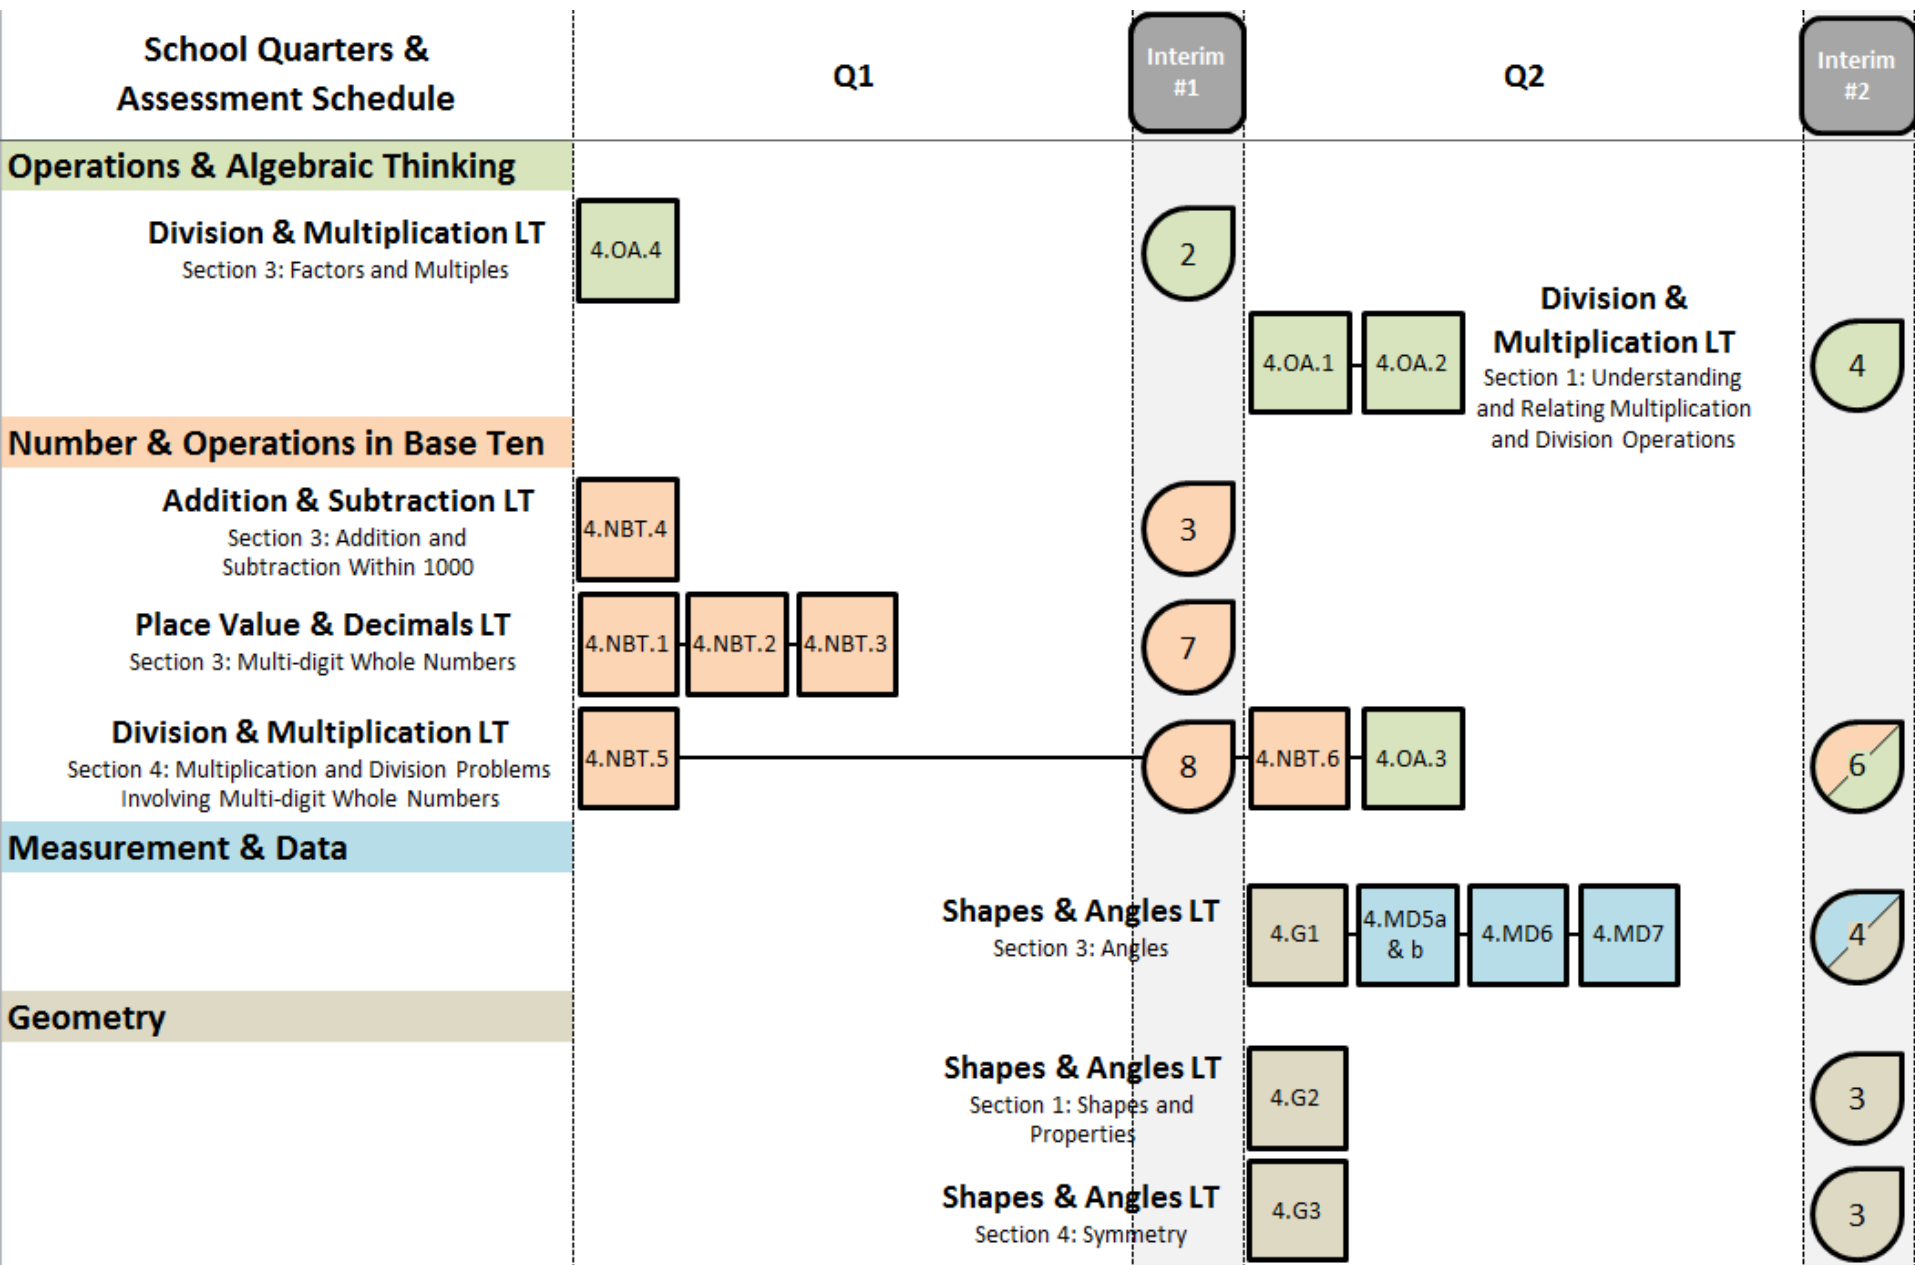 School Quarters &
Assessment Schedule
Q1
Interim
#1
Q2
Interim
#2
Operations & Algebraic Thinking
Division & Multiplication LT
Section 3: Factors and Multiples
4.OA.4
2
4.OA.1
4.OA.2
Division &
Multiplication LT
Section 1: Understanding
and Relating Multiplication
and Division Operations
4
Number & Operations in Base Ten
Addition & Subtraction LT
Section 3: Addition and
Subtraction Within 1000
4.NBT.4
3
Place Value & Decimals LT
Section 3: Multi-digit Whole Numbers
4.NBT.1
4.NBT.2
4.NBT.3
7
Division & Multiplication LT
Section 4: Multiplication and Division Problems
Involving Multi-digit Whole Numbers
4.NBT.5
8
4.NBT.6
4.OA.3
6
Measurement & Data
Shapes & Angles LT
Section 3: Angles
4.G1
4.MD5a
& b
4.MD6
4.MD7
4
Geometry
Shapes & Angles LT
Section 1: Shapes and
Properties
4.G2
3
Shapes & Angles LT
Section 4: Symmetry
4.G3
3